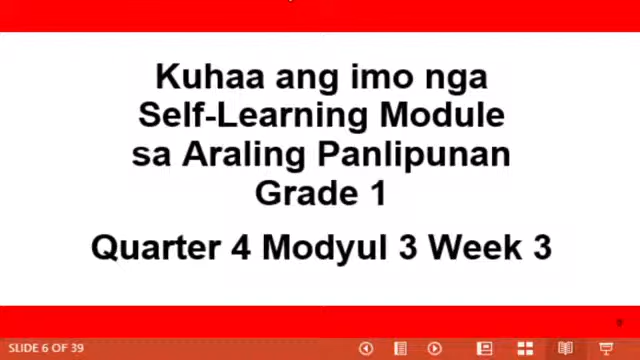 Kuhaa ang imo nga
Self-Learning Module
sa Araling Panlipunan
Grade 1
Quarter 4 Modyul 3 Week 3
SLIDE 6 OF 39